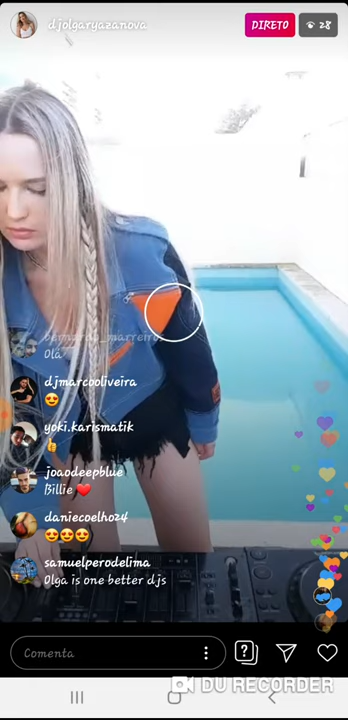 djolgaryazanova
DIRETO
28
bernardo_marreiros
Olá
djmarcooliveira
yoki.karismatik
joaodeepblue
Billie
daniecoelho24
samuelperodelima
Olga is one better djs
Comenta
DU RECORDER